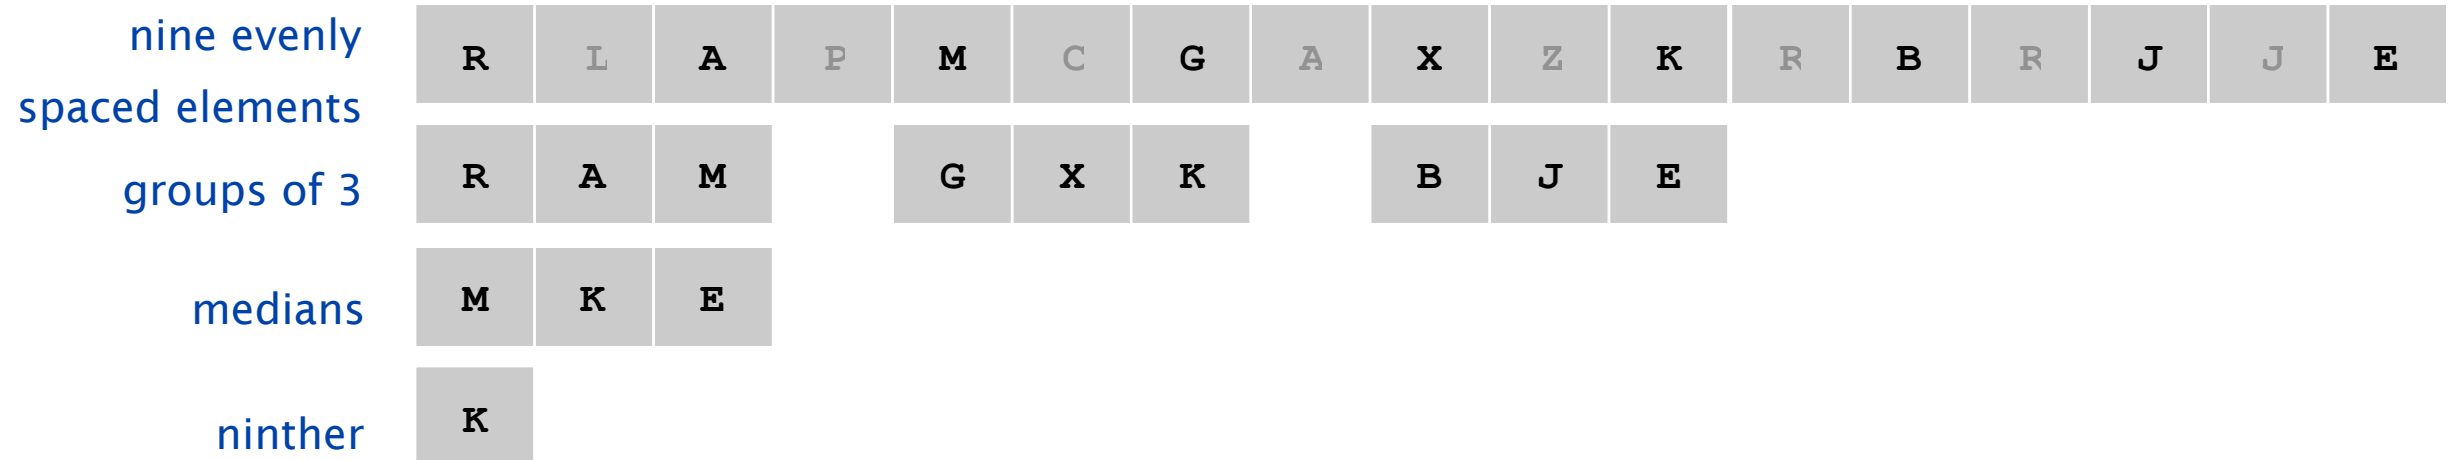 nine evenly
spaced elements
R L A P M C G A X Z K R B R J J E
groups of 3 R A M G X K B J E
medians M K E
ninther K